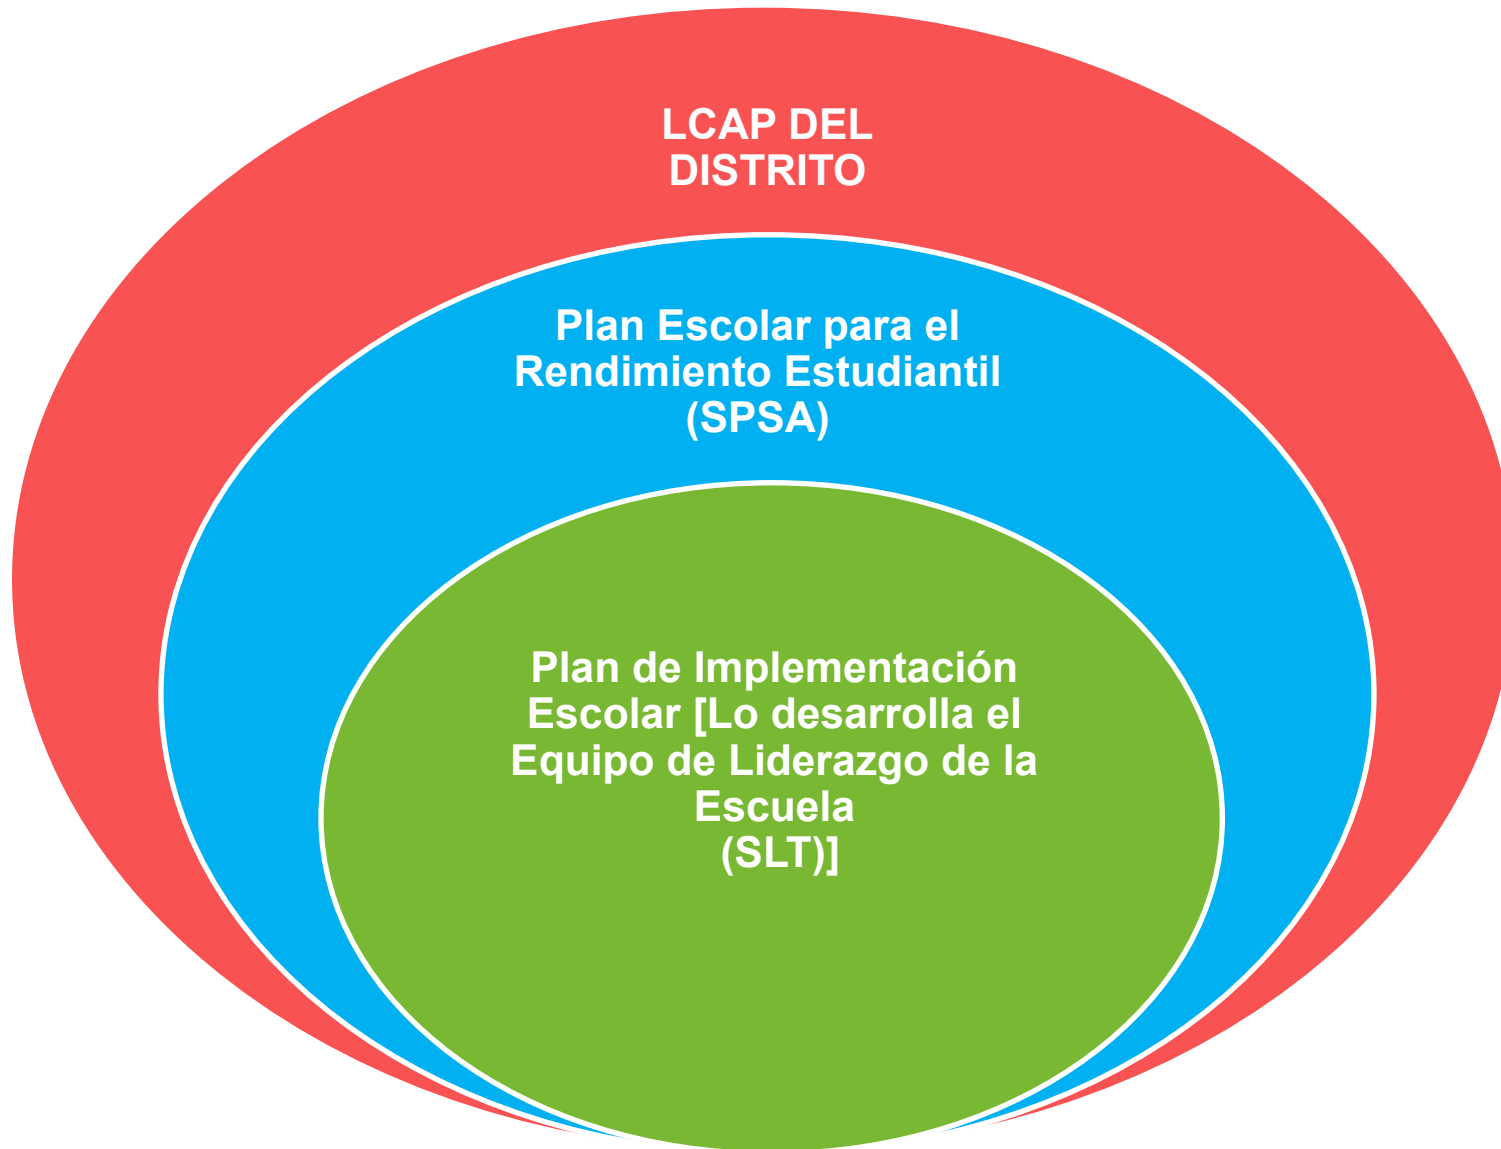 LCAP DEL
DISTRITO
Plan Escolar para el
Rendimiento Estudiantil
(SPSA)
Plan de Implementación
Escolar [Lo desarrolla el
Equipo de Liderazgo de la
Escuela
(SLT)]